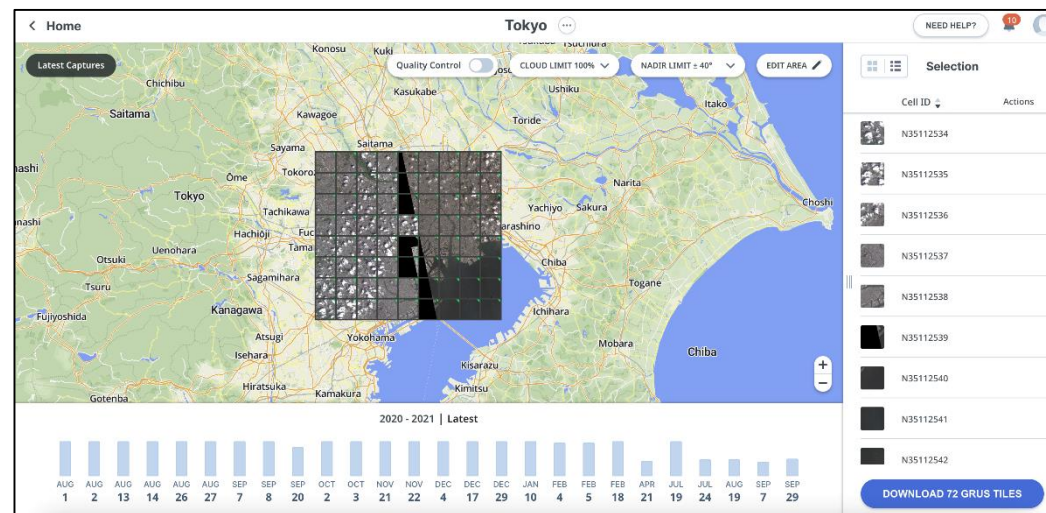 Home
Tokyo
NEED HELP?
10
Latest Captures
Quality Control
CLOUD LIMIT 100%
NADIR LIMIT ± 40°
EDIT AREA
Selection
Cell ID
Actions
N35112534
N35112535
N35112536
N35112537
N35112538
N35112539
N35112540
N35112541
N35112542
DOWNLOAD 72 GRUS TILES
Konosu
Kuki
Tsuchiura
Chichibu
Kasukabe
Ushiku
Itako
Saitama
Kawagoe
Toride
Sayama
Saitama
Ōme
Tokoro
Narita
Tokyo
Tachikawa
Yachiyo
Sakura
Choshi
Hachiōji
Fuc
arashino
Uenohara
Tama
Otsuki
Chiba
Tsuru
Sagamihara
Togane
Fujiyoshida
Kanagawa
Ichihara
Atsugi
Yokohama
Mobara
Isehara
Chiba
Kisarazu
Hiratsuka
Kimitsu
Gotenba
Kamakura
+
−
2020 - 2021 | Latest
AUG AUG AUG AUG AUG AUG SEP SEP SEP OCT OCT NOV NOV DEC DEC DEC JAN FEB FEB FEB APR JUL JUL AUG SEP SEP
1 2 13 14 26 27 7 8 20 2 3 21 22 4 17 29 10 4 5 18 21 19 24 19 7 29